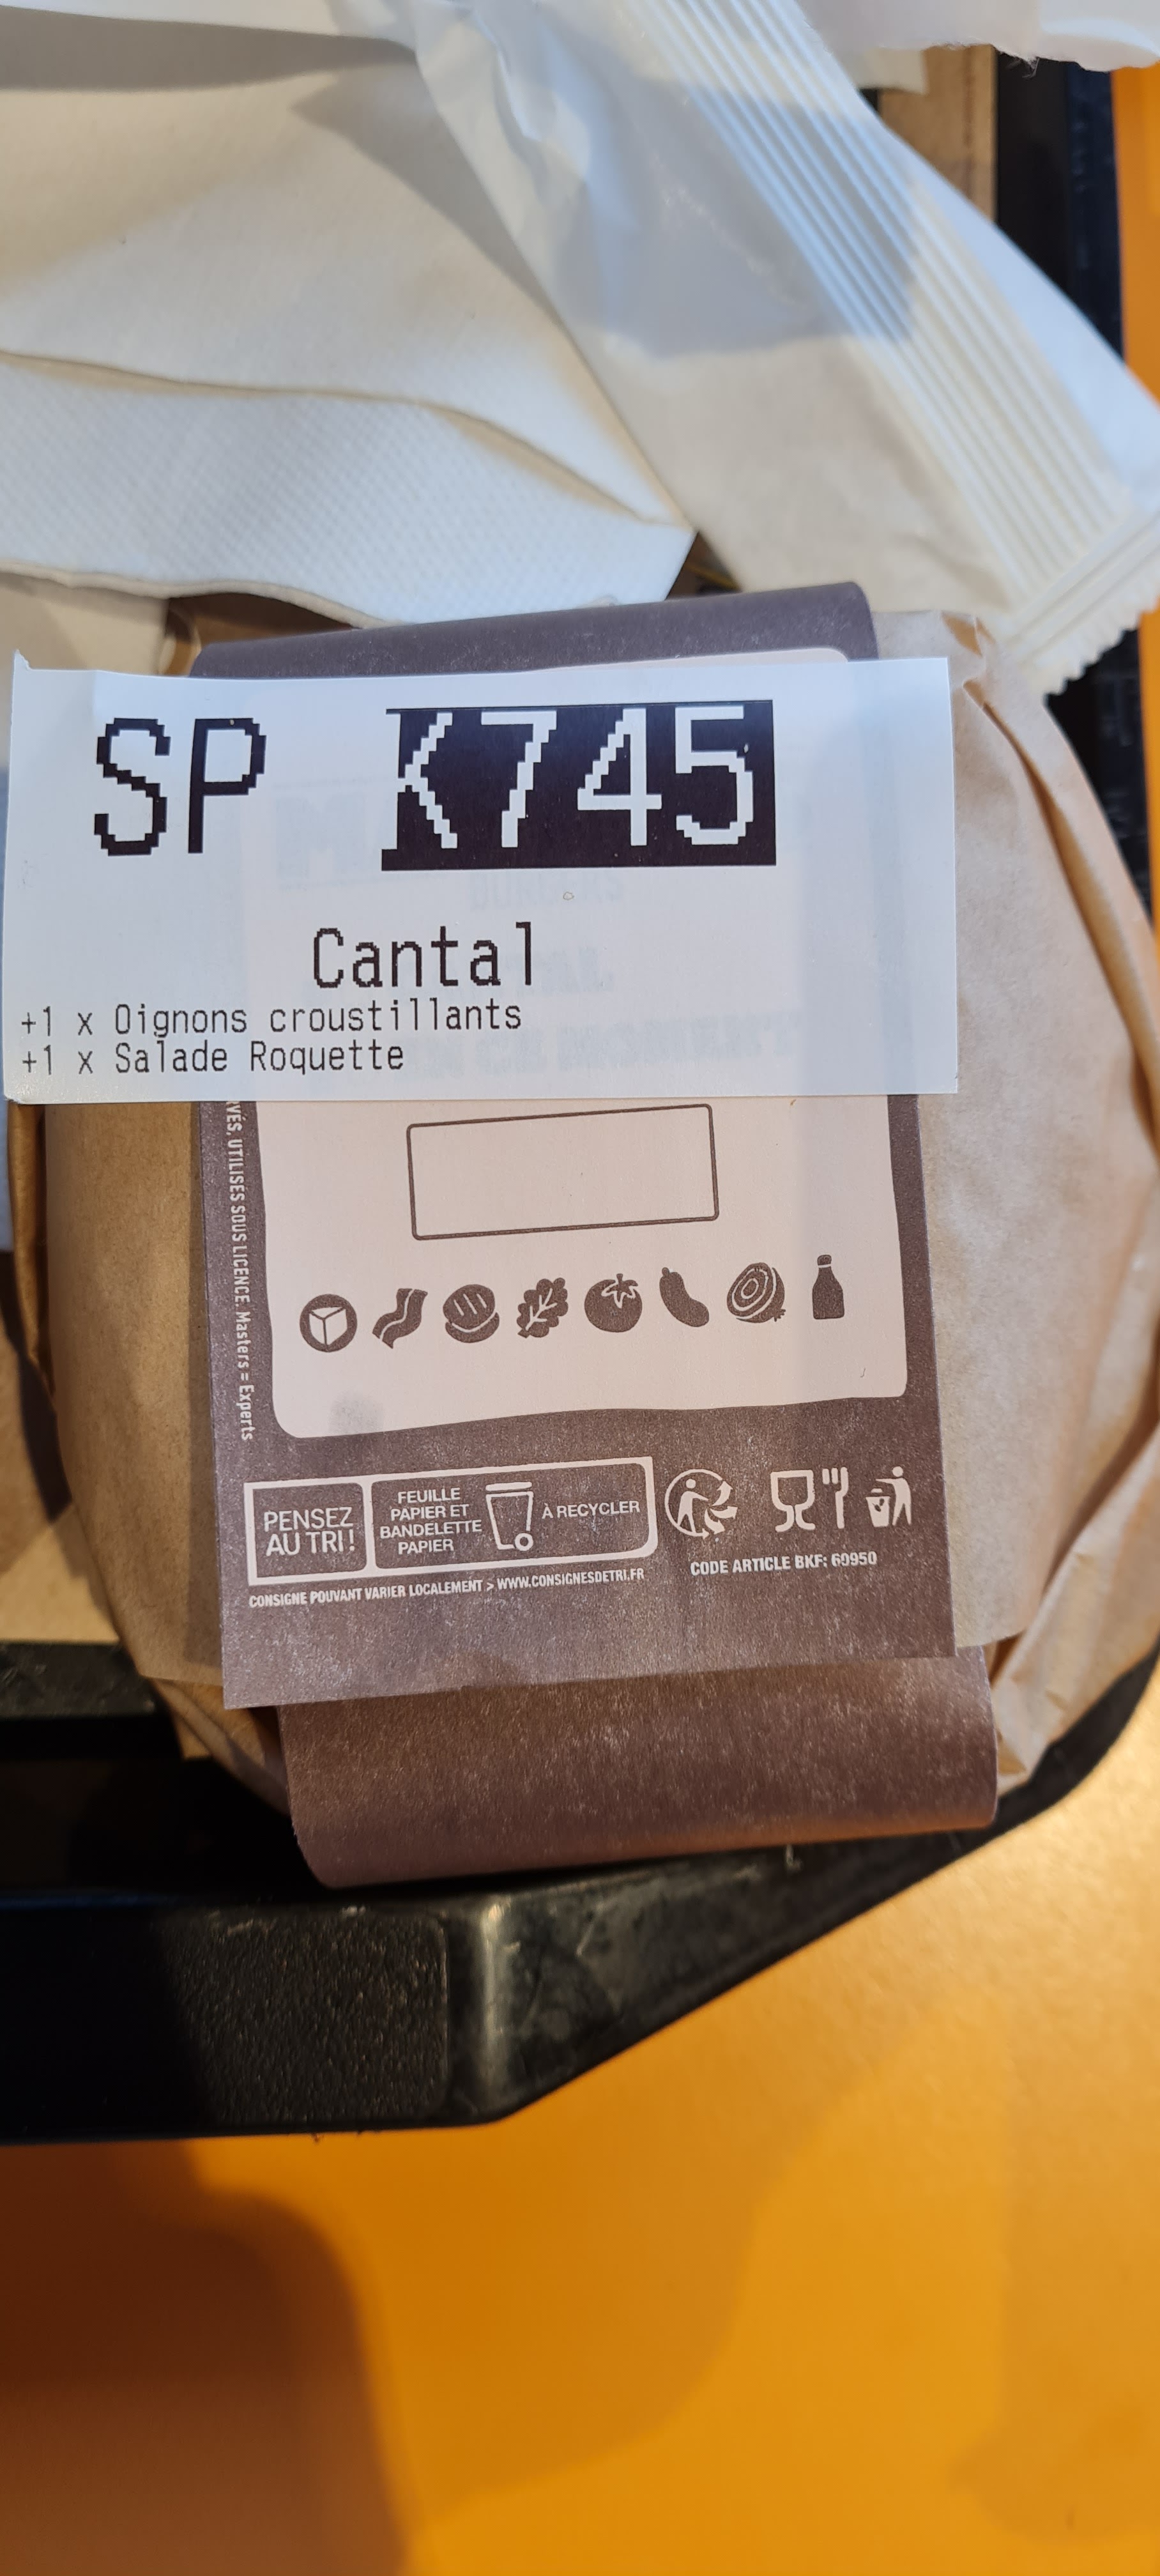 SP K745
Cantal
+1 x Oignons croustillants
+1 x Salade Roquette
UTILISÉS SOUS LICENCE. Masters = Experts
PENSEZ
AU TRI !
FEUILLE
PAPIER ET
BANDELETTE
PAPIER
À RECYCLER
CONSIGNE POUVANT VARIER LOCALEMENT > WWW.CONSIGNESDETRI.FR
CODE ARTICLE BKF: 60950